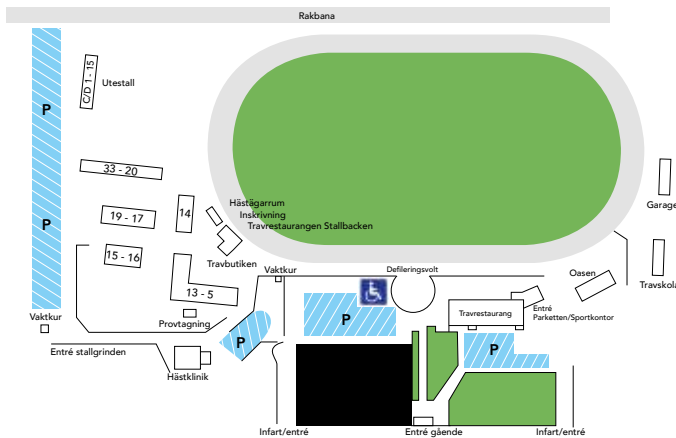 Rakbana
C/D 1 - 15
Utestall
P
33 - 20
Garage
Hästägarrum
Inskrivning
Travrestaurangen Stallbacken
14
19 - 17
P
15 - 16
Travbutiken
Vaktkur
Defileringsvolt
Oasen
Travskola
13 - 5
Vaktkur
Provtagning
P
Travrestaurang
Entré
Parketten/Sportkontor
P
P
Entré stallgrinden
Hästklinik
Infart/entré
Entré gående
Infart/entré